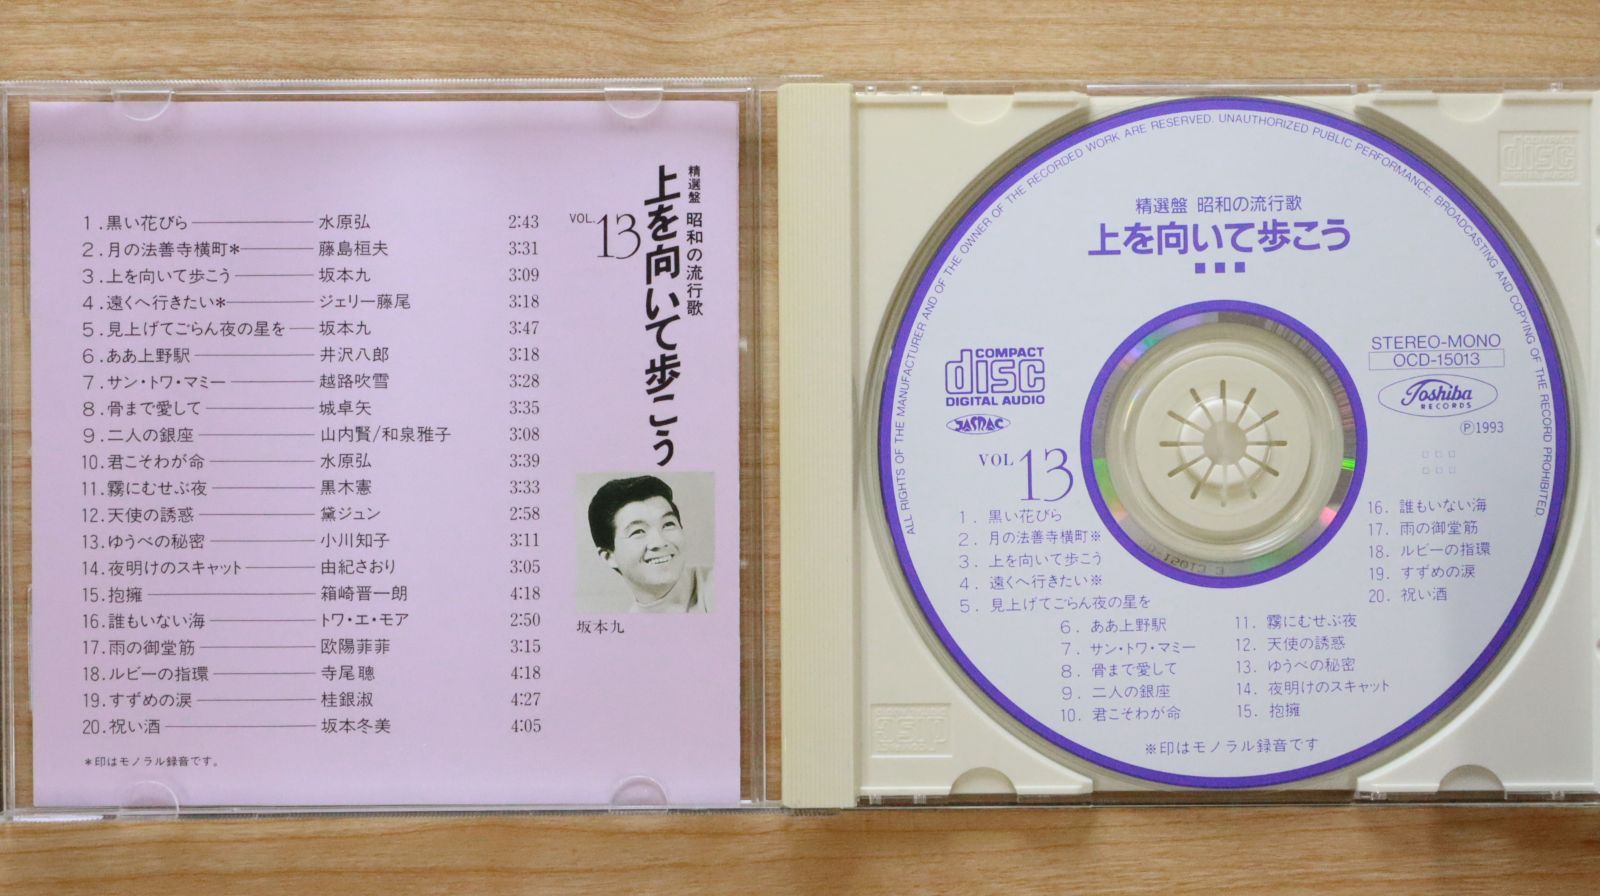 精選盤 昭和の流行歌
上を向いて歩こう
VOL. 13
1.黒い花びら 水原弘 2:43
2.月の法善寺横町* 藤島桓夫 3:31
3.上を向いて歩こう 坂本九 3:09
4.遠くへ行きたい* ジェリー藤尾 3:18
5.見上げてごらん夜の星を 坂本九 3:47
6.ああ上野駅 井沢八郎 3:18
7.サン・トワ・マミー 越路吹雪 3:28
8.骨まで愛して 城卓矢 3:35
9.二人の銀座 山内賢/和泉雅子 3:08
10.君こそわが命 水原弘 3:39
11.霧にむせぶ夜 黒木憲 3:33
12.天使の誘惑 黛ジュン 2:58
13.ゆうべの秘密 小川知子 3:11
14.夜明けのスキャット 由紀さおり 3:05
15.抱擁 箱崎晋一朗 4:18
16.誰もいない海 トワ・エ・モア 2:50
17.雨の御堂筋 欧陽菲菲 3:15
18.ルビーの指環 寺尾聰 4:18
19.すずめの涙 桂銀淑 4:27
20.祝い酒 坂本冬美 4:05
*印はモノラル録音です。
坂本九
ALL RIGHTS OF THE MANUFACTURER AND OF THE OWNER OF THE RECORDED WORK ARE RESERVED. UNAUTHORIZED PUBLIC PERFORMANCE. BROADCASTING AND COPYING OF THE RECORD PROHIBITED.
精選盤 昭和の流行歌
上を向いて歩こう
COMPACT
disc
DIGITAL AUDIO
JASRAC
STEREO-MONO
OCD-15013
Toshiba
RECORDS
Ⓟ1993
VOL 13
1. 黒い花びら
2. 月の法善寺横町※
3. 上を向いて歩こう
4. 遠くへ行きたい※
5. 見上げてごらん夜の星を
6. ああ上野駅
7. サン・トワ・マミー
8. 骨まで愛して
9. 二人の銀座
10. 君こそわが命
11. 霧にむせぶ夜
12. 天使の誘惑
13. ゆうべの秘密
14. 夜明けのスキャット
15. 抱擁
16. 誰もいない海
17. 雨の御堂筋
18. ルビーの指環
19. すずめの涙
20. 祝い酒
※印はモノラル録音です
COMPACT
disc
DIGITAL AUDIO